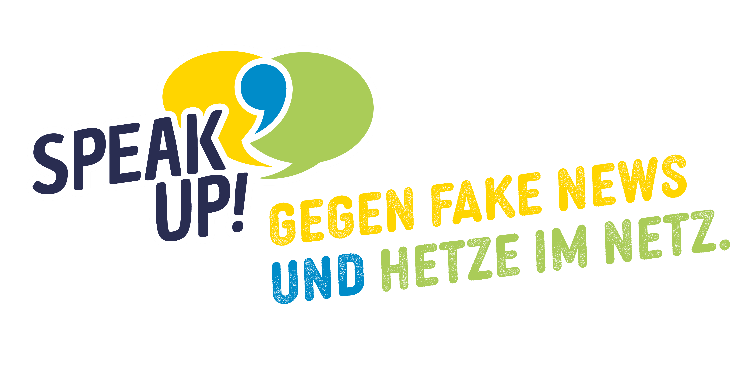 SPEAK
UP!
GEGEN FAKE NEWS
UND HETZE IM NETZ.